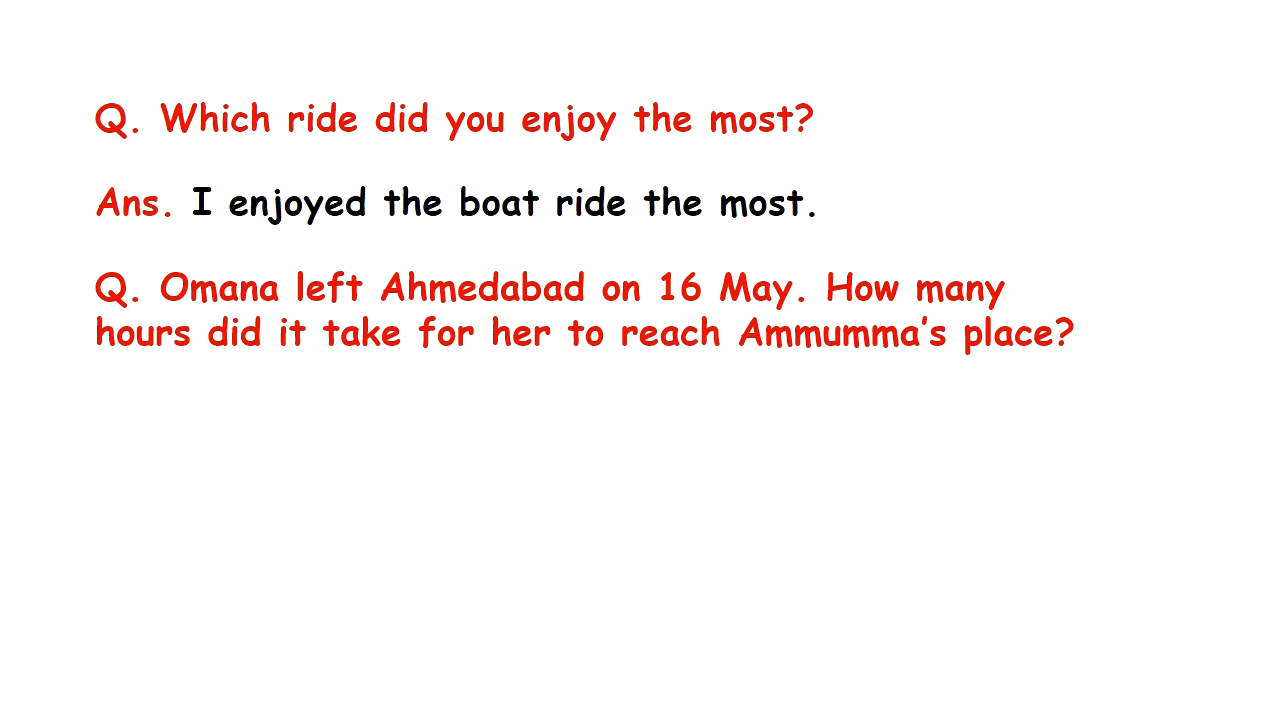 Q. Which ride did you enjoy the most?
Ans. I enjoyed the boat ride the most.
Q. Omana left Ahmedabad on 16 May. How many
hours did it take for her to reach Ammumma's place?